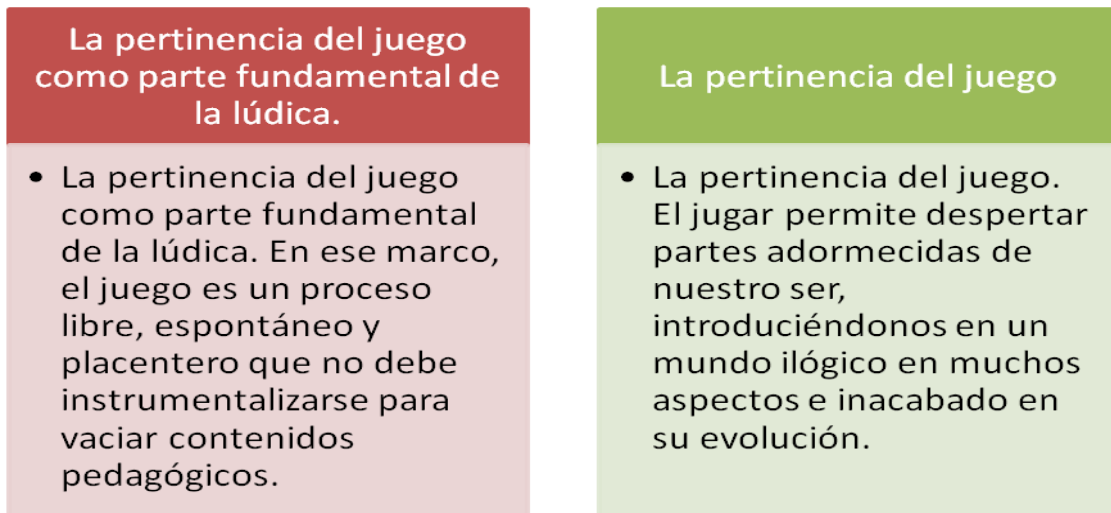 La pertinencia del juego
como parte fundamental de
la lúdica.
• La pertinencia del juego
como parte fundamental
de la lúdica. En ese marco,
el juego es un proceso
libre, espontáneo y
placentero que no debe
instrumentalizarse para
vaciar contenidos
pedagógicos.
La pertinencia del juego
• La pertinencia del juego.
El jugar permite despertar
partes adormecidas de
nuestro ser,
introduciéndonos en un
mundo ilógico en muchos
aspectos e inacabado en
su evolución.